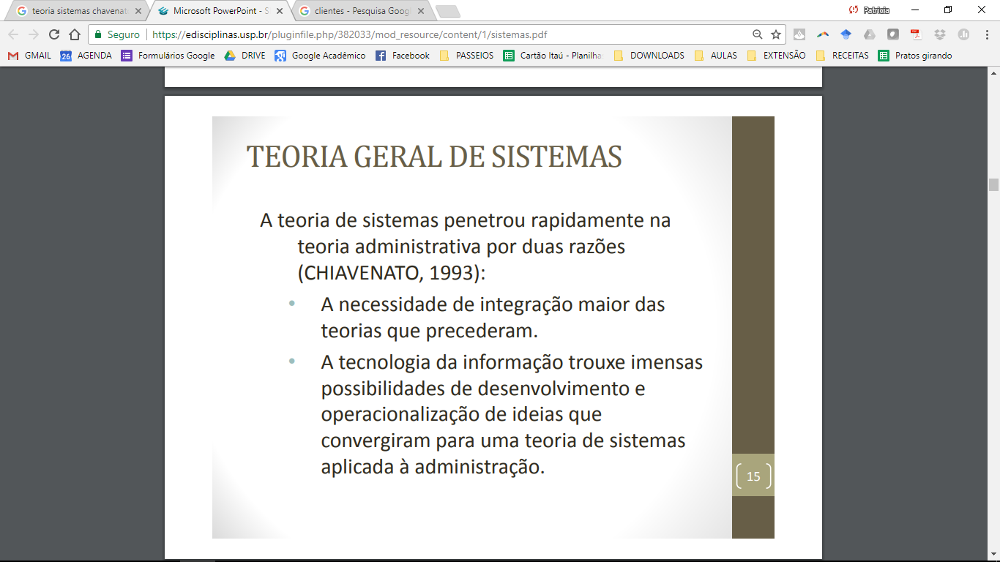 teoria sistemas chavenat
Microsoft PowerPoint - S
clientes - Pesquisa Goog
Patricia
Seguro
https://edisciplinas.usp.br/pluginfile.php/382033/mod_resource/content/1/sistemas.pdf
GMAIL
26 AGENDA
Formulários Google
DRIVE
Google Acadêmico
Facebook
PASSEIOS
Cartão Itaú - Planilha
DOWNLOADS
AULAS
EXTENSÃO
RECEITAS
Pratos girando
TEORIA GERAL DE SISTEMAS
A teoria de sistemas penetrou rapidamente na
teoria administrativa por duas razões
(CHIAVENATO, 1993):
• A necessidade de integração maior das
teorias que precederam.
• A tecnologia da informação trouxe imensas
possibilidades de desenvolvimento e
operacionalização de ideias que
convergiram para uma teoria de sistemas
aplicada à administração.
15